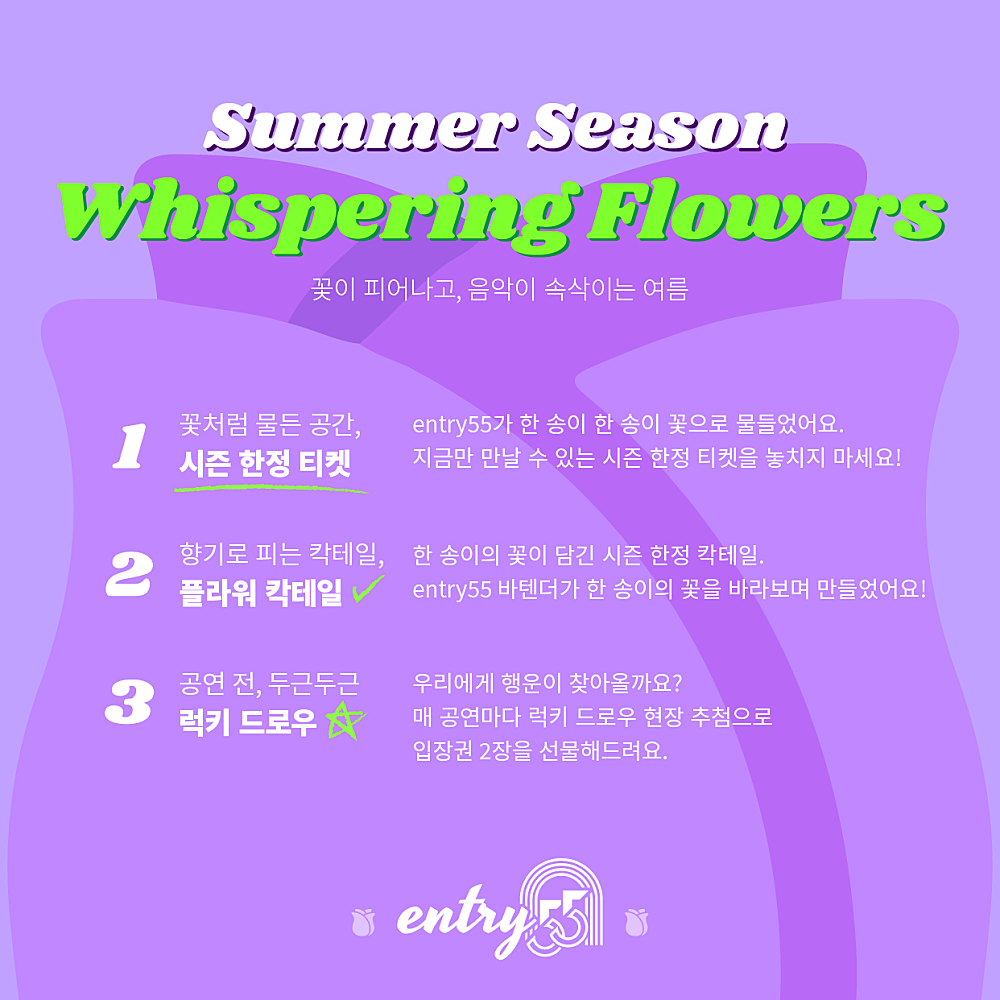 Summer Season
Whispering Flowers
꽃이 피어나고, 음악이 속삭이는 여름
1
꽃처럼 물든 공간,
시즌 한정 티켓
entry55가 한 송이 한 송이 꽃으로 물들었어요.
지금만 만날 수 있는 시즌 한정 티켓을 놓치지 마세요!
2
향기로 피는 칵테일,
플라워 칵테일
한 송이의 꽃이 담긴 시즌 한정 칵테일.
entry55 바텐더가 한 송이의 꽃을 바라보며 만들었어요!
3
공연 전, 두근두근
럭키 드로우
우리에게 행운이 찾아올까요?
매 공연마다 럭키 드로우 현장 추첨으로
입장권 2장을 선물해드려요.
entry55